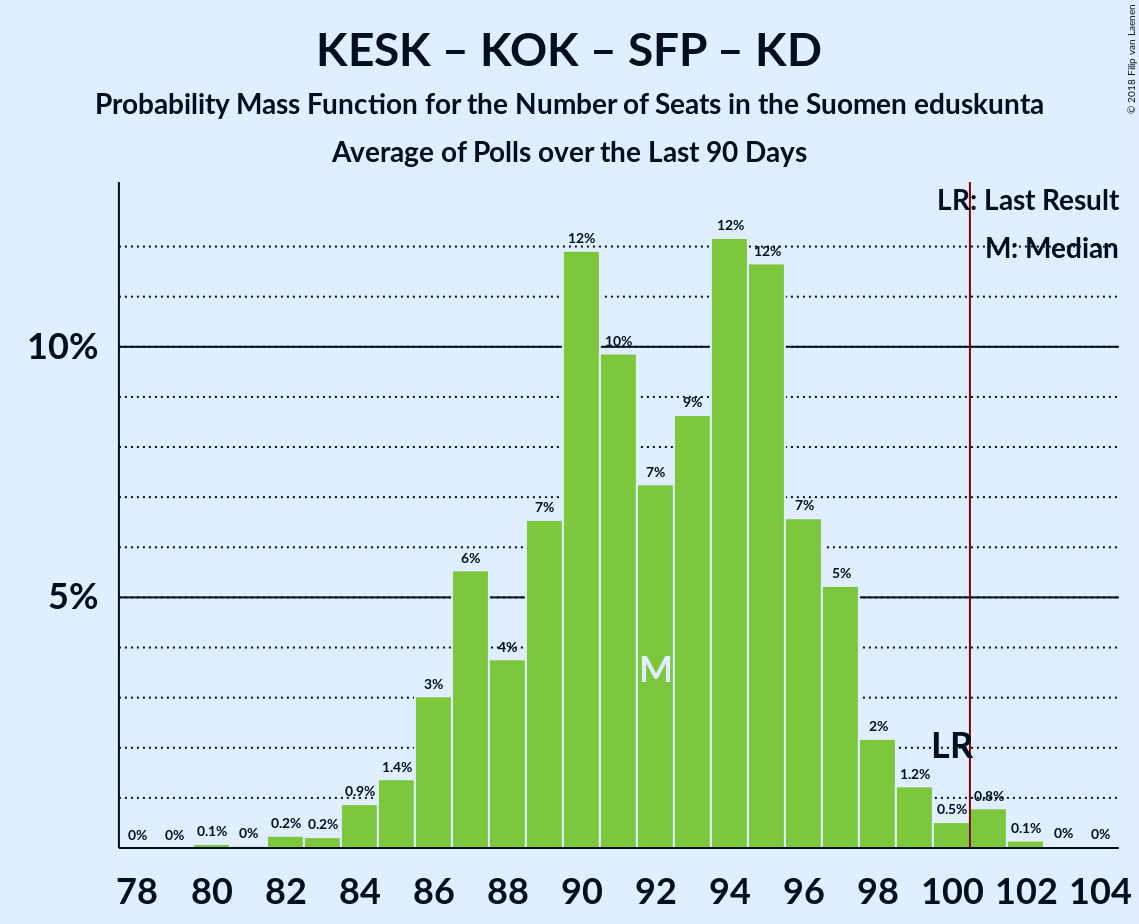 KESK – KOK – SFP – KD
Probability Mass Function for the Number of Seats in the Suomen eduskunta
Average of Polls over the Last 90 Days
© 2018 Filip van Laenen
LR: Last Result
M: Median
10%
5%
0% 0% 0.1% 0% 0.2% 0.2% 0.9% 1.4% 3% 6% 4% 7% 12% 10% 7% 9% 12% 12% 7% 5% 2% 1.2% 0.5% 0.8% 0.1% 0% 0%
M
LR
78 80 82 84 86 88 90 92 94 96 98 100 102 104